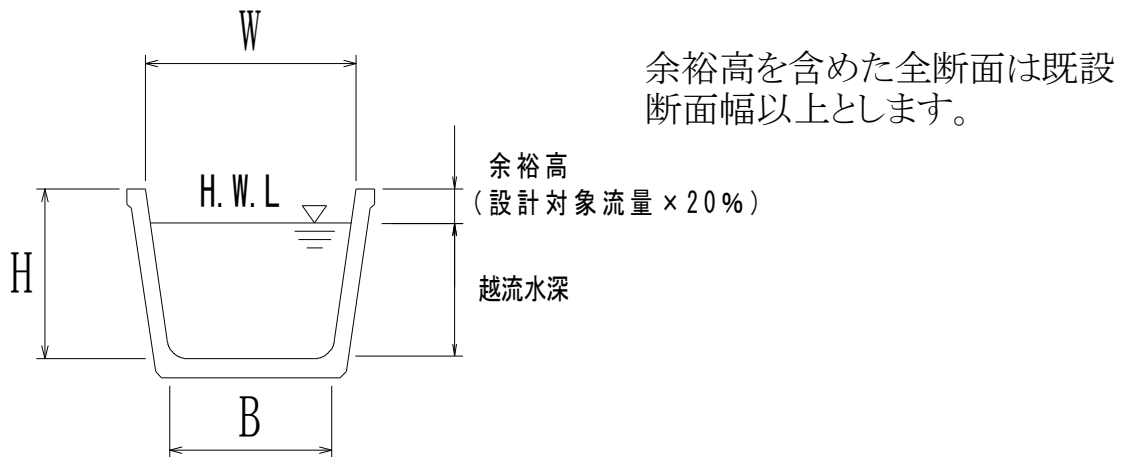 W
余裕高を含めた全断面は既設
断面幅以上とします。
余裕高
(設計対象流量×20%)
H.W.L
H
越流水深
B